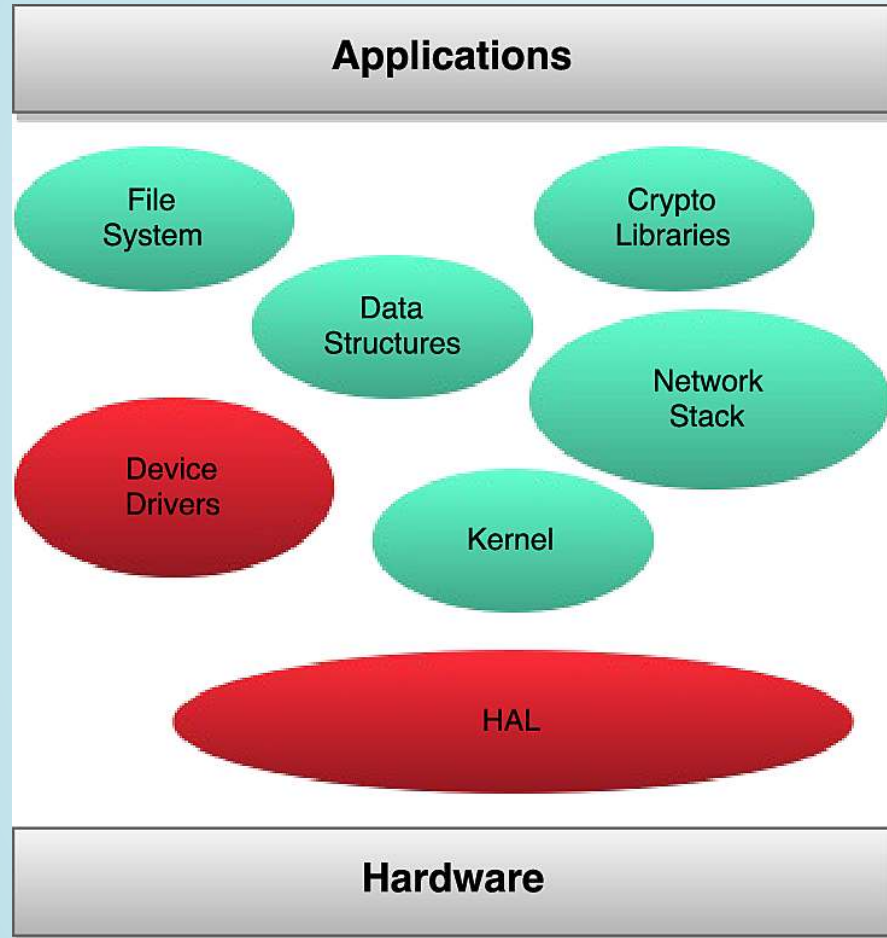 Applications
File
System
Crypto
Libraries
Data
Structures
Network
Stack
Device
Drivers
Kernel
HAL
Hardware